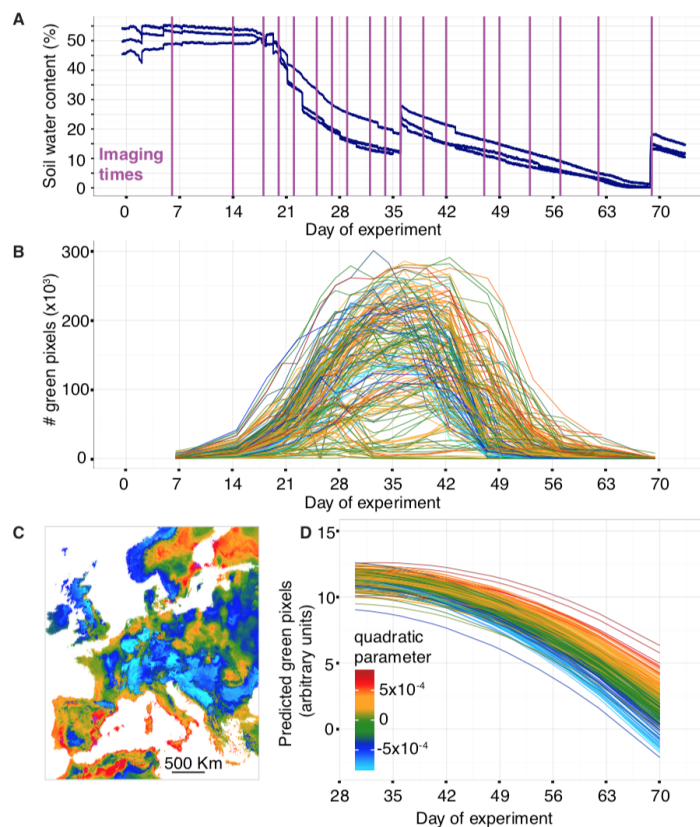 A
Soil water content (%)
50
40
30
20
10
0
Imaging
times
0 7 14 21 28 35 42 49 56 63 70
Day of experiment
B
# green pixels (x10³)
300
200
100
0
0 7 14 21 28 35 42 49 56 63 70
Day of experiment
C
500 Km
D
Predicted green pixels
(arbitrary units)
15
10
5
0
quadratic
parameter
5x10⁻⁴
0
-5x10⁻⁴
28 35 42 49 56 63 70
Day of experiment